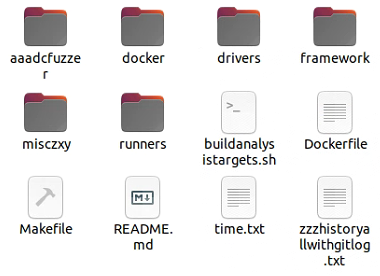 aaadcfuzze docker drivers framework
r
misczxy runners buildanalys Dockerfile
istargets.sh
>_
M
Makefile README. time.txt zzzhistorya
md llwithgitlog
.txt